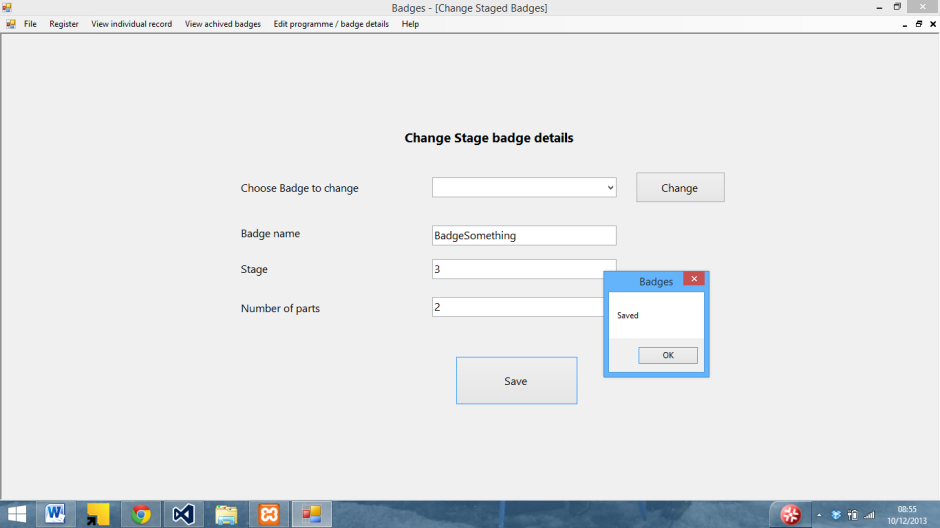 Badges - [Change Staged Badges]
File Register View individual record View achived badges Edit programme / badge details Help
Change Stage badge details
Choose Badge to change
Change
Badge name
BadgeSomething
Stage
3
Number of parts
2
Badges
Saved
OK
Save
08:55
10/12/2013